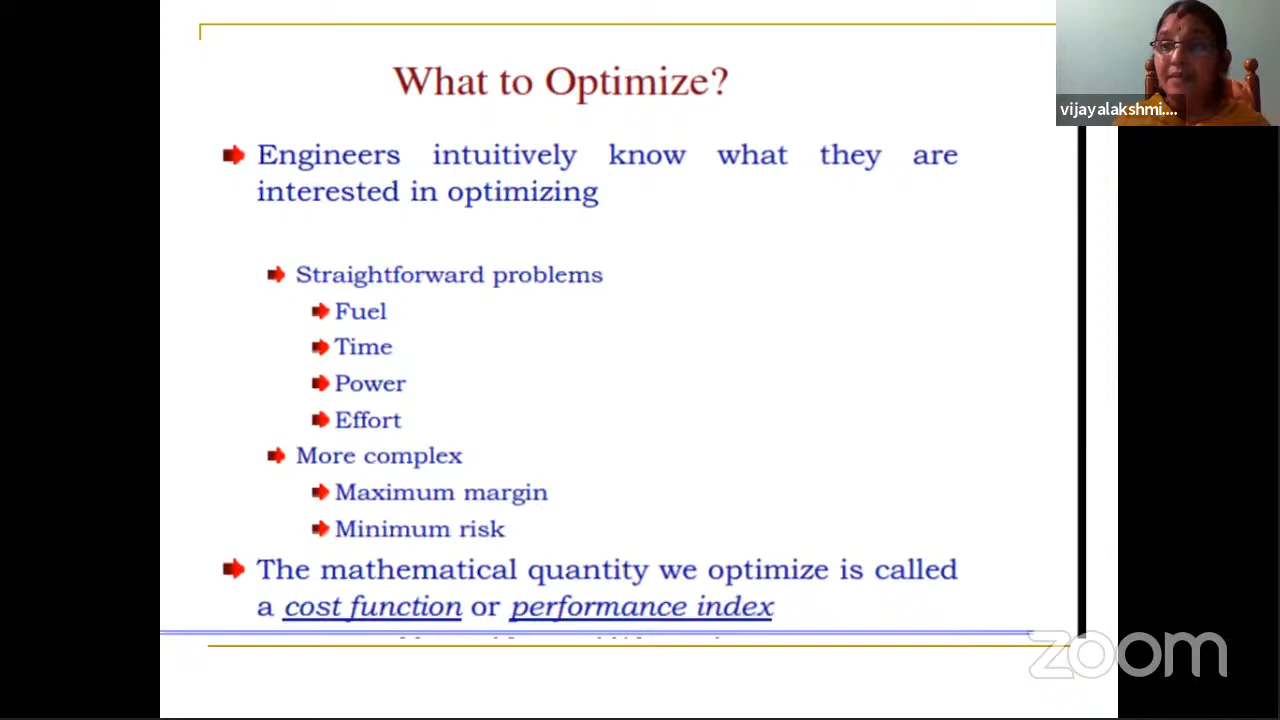 What to Optimize?
vijayalakshmi....
Engineers intuitively know what they are
interested in optimizing
Straightforward problems
Fuel
Time
Power
Effort
More complex
Maximum margin
Minimum risk
The mathematical quantity we optimize is called
a cost function or performance index
zoom